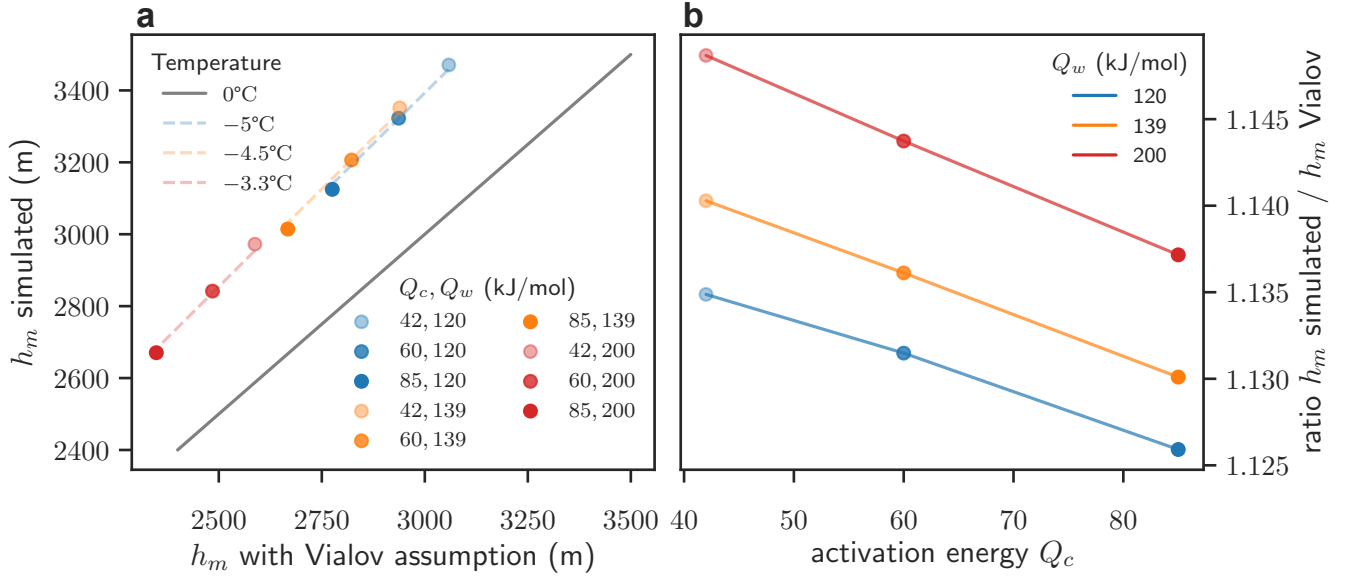 a
h_m simulated (m)
3400
3200
3000
2800
2600
2400
Temperature
0°C
−5°C
−4.5°C
−3.3°C
Q_c, Q_w (kJ/mol)
42, 120
60, 120
85, 120
42, 139
60, 139
85, 139
42, 200
60, 200
85, 200
2500 2750 3000 3250 3500
h_m with Vialov assumption (m)
b
Q_w (kJ/mol)
120
139
200
1.145
1.140
1.135
1.130
1.125
ratio h_m simulated / h_m Vialov
40 50 60 70 80
activation energy Q_c